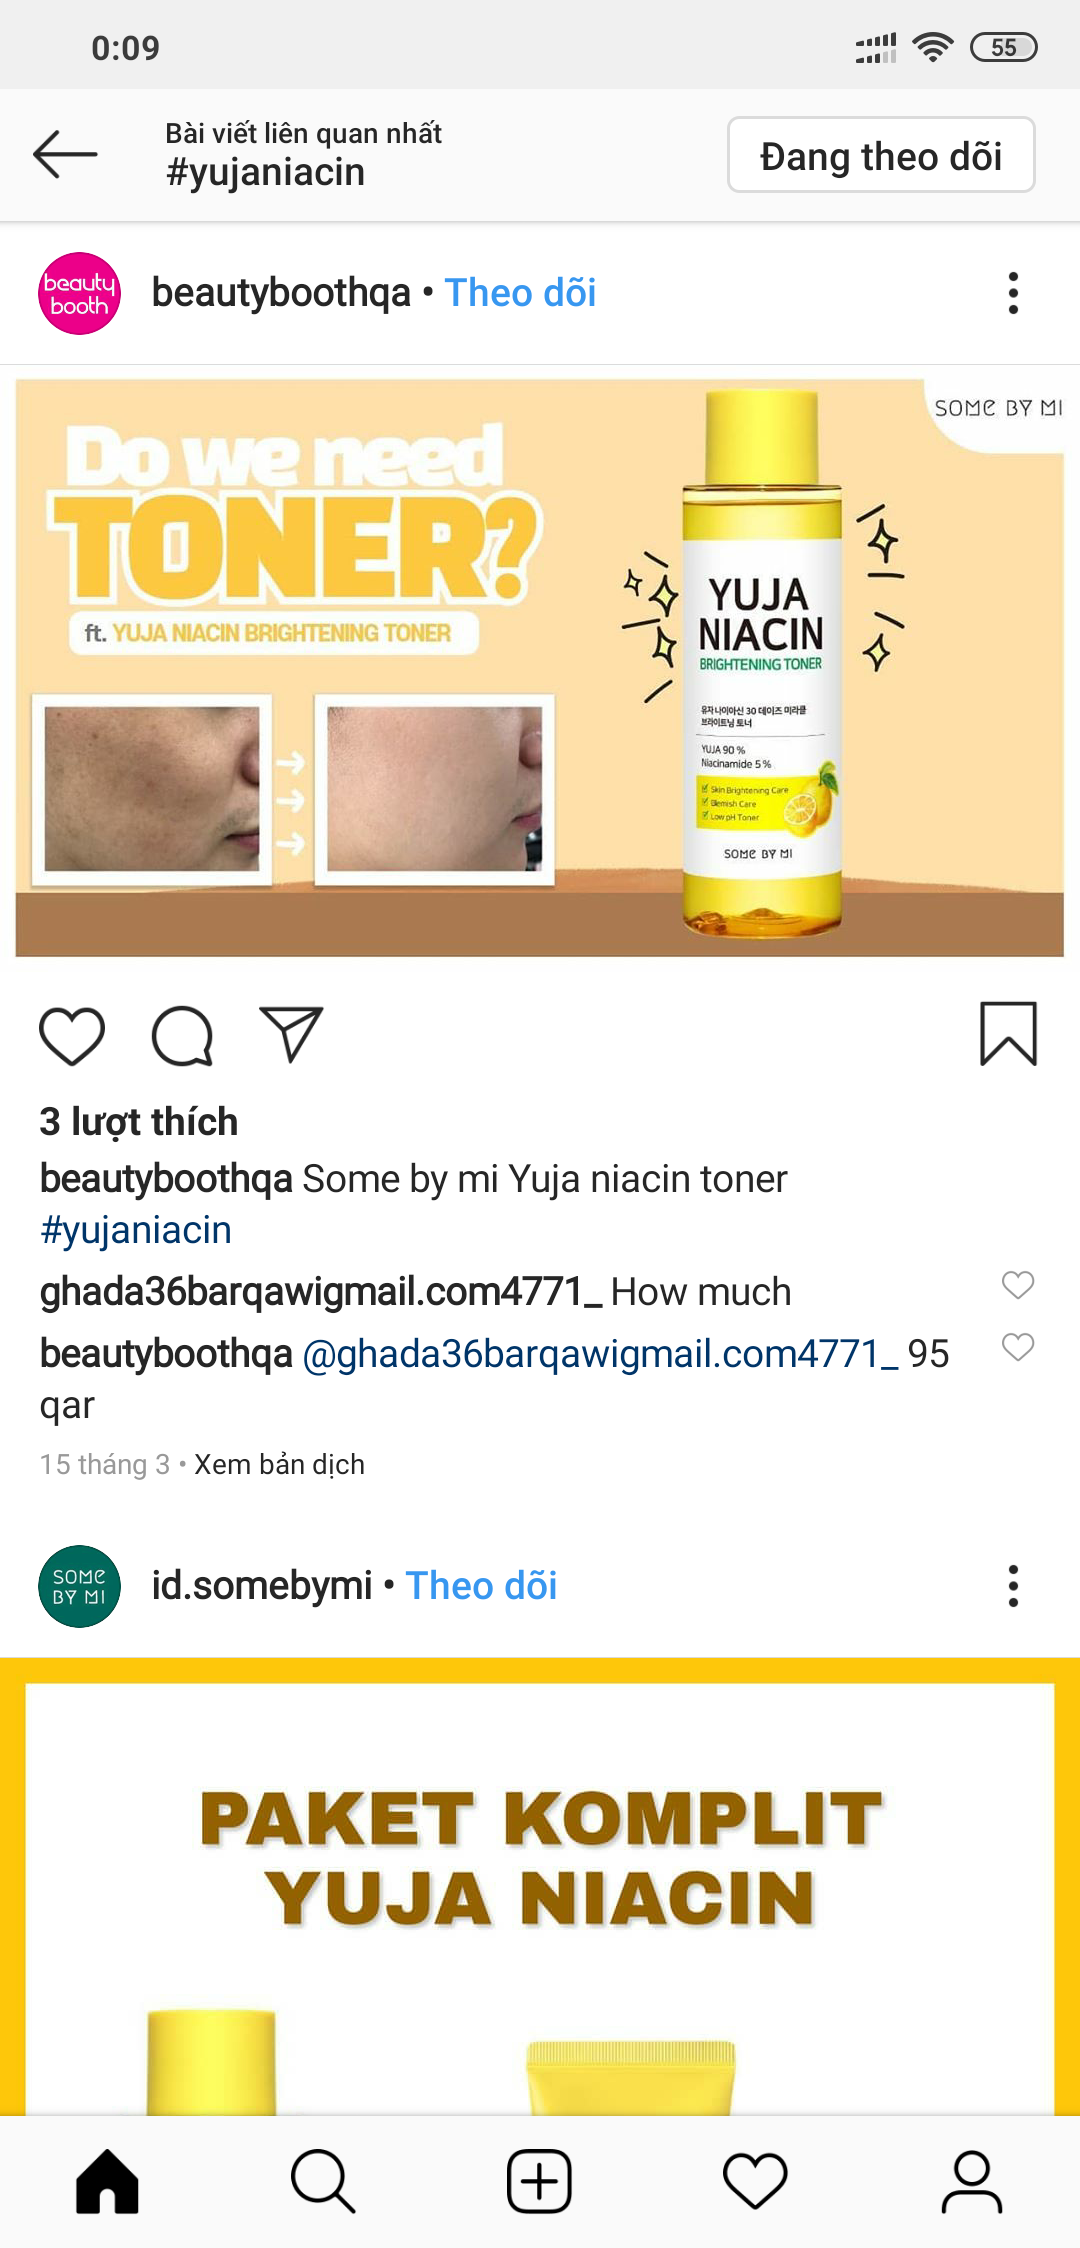 0:09
55
Bài viết liên quan nhất
#yujaniacin
Đang theo dõi
beauty
booth
beautyboothqa • Theo dõi
SOME BY MI
Do we need
TONER?
ft. YUJA NIACIN BRIGHTENING TONER
YUJA
NIACIN
BRIGHTENING TONER
유자 나이아신 30 데이즈 미라클
브라이트닝 토너
YUJA 90 %
Niacinamide 5 %
Skin Brightening Care
Blemish Care
Low pH Toner
SOME BY MI
3 lượt thích
beautyboothqa Some by mi Yuja niacin toner
#yujaniacin
ghada36barqawigmail.com4771_ How much
beautyboothqa @ghada36barqawigmail.com4771_ 95
qar
15 tháng 3 • Xem bản dịch
SOME
BY MI
id.somebymi • Theo dõi
PAKET KOMPLIT
YUJA NIACIN